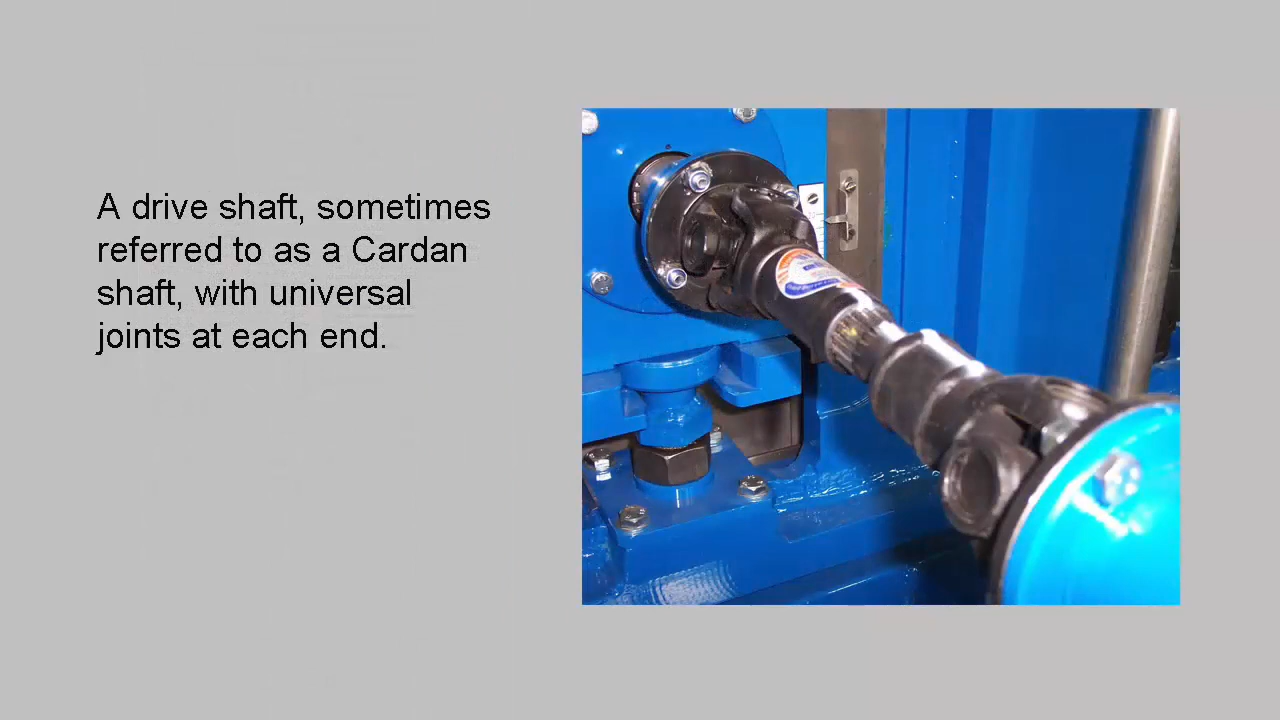 A drive shaft, sometimes
referred to as a Cardan
shaft, with universal
joints at each end.